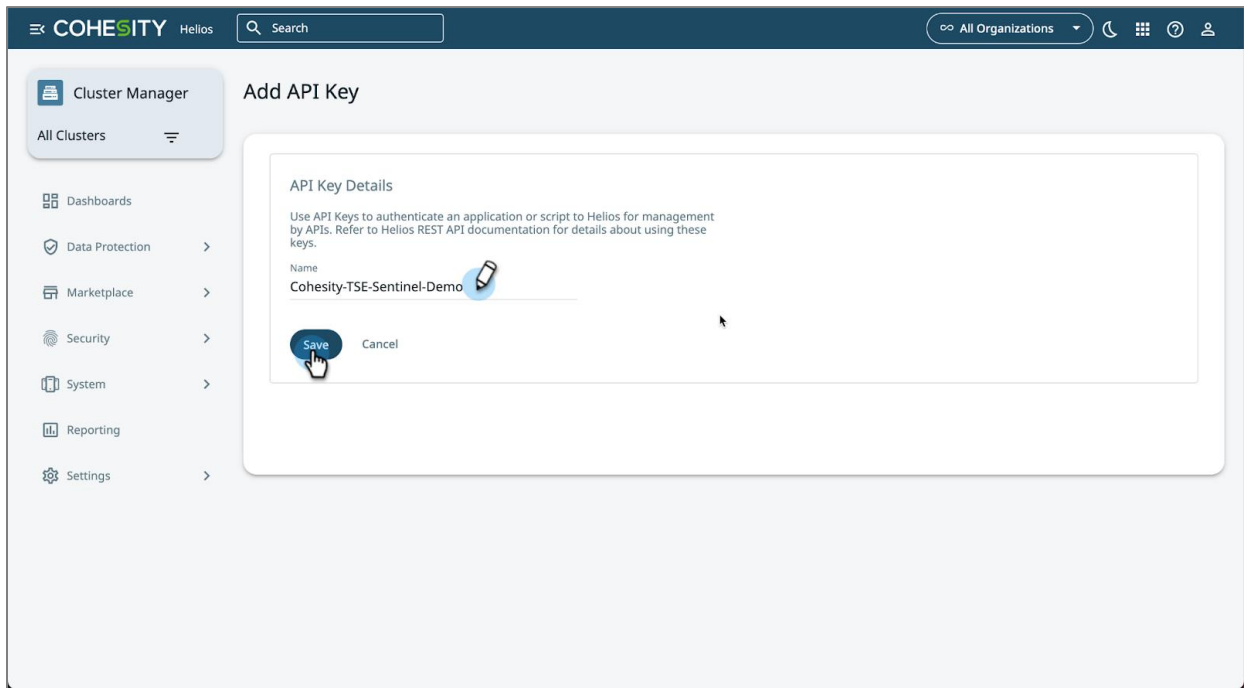 COHESITY Helios
Search
All Organizations
Cluster Manager
All Clusters
Dashboards
Data Protection
Marketplace
Security
System
Reporting
Settings
Add API Key
API Key Details
Use API Keys to authenticate an application or script to Helios for management
by APIs. Refer to Helios REST API documentation for details about using these
keys.
Name
Cohesity-TSE-Sentinel-Demo
Save
Cancel